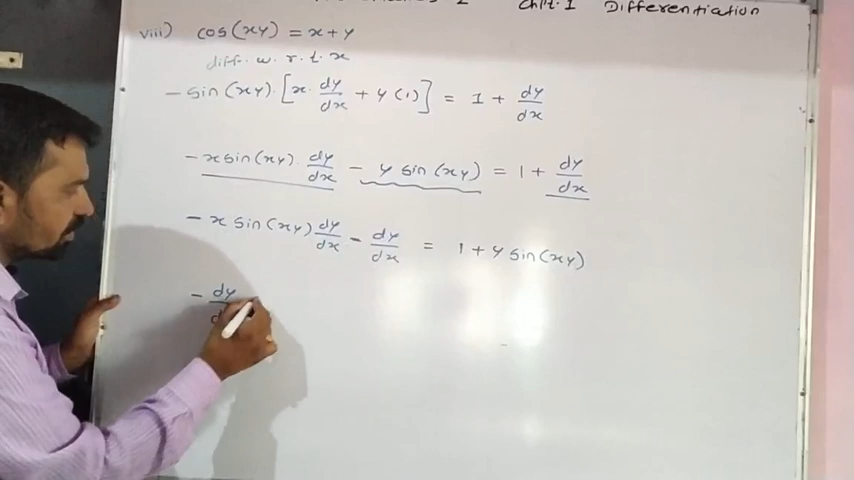 Chpt. 1 Differentiation
viii) cos(xy) = x+y
diff. w. r. t. x
- sin(xy). [x. dy/dx + y(1)] = 1 + dy/dx
- x sin(xy). dy/dx - y sin(xy) = 1 + dy/dx
- x sin(xy) dy/dx - dy/dx = 1 + y sin(xy)
- dy/d